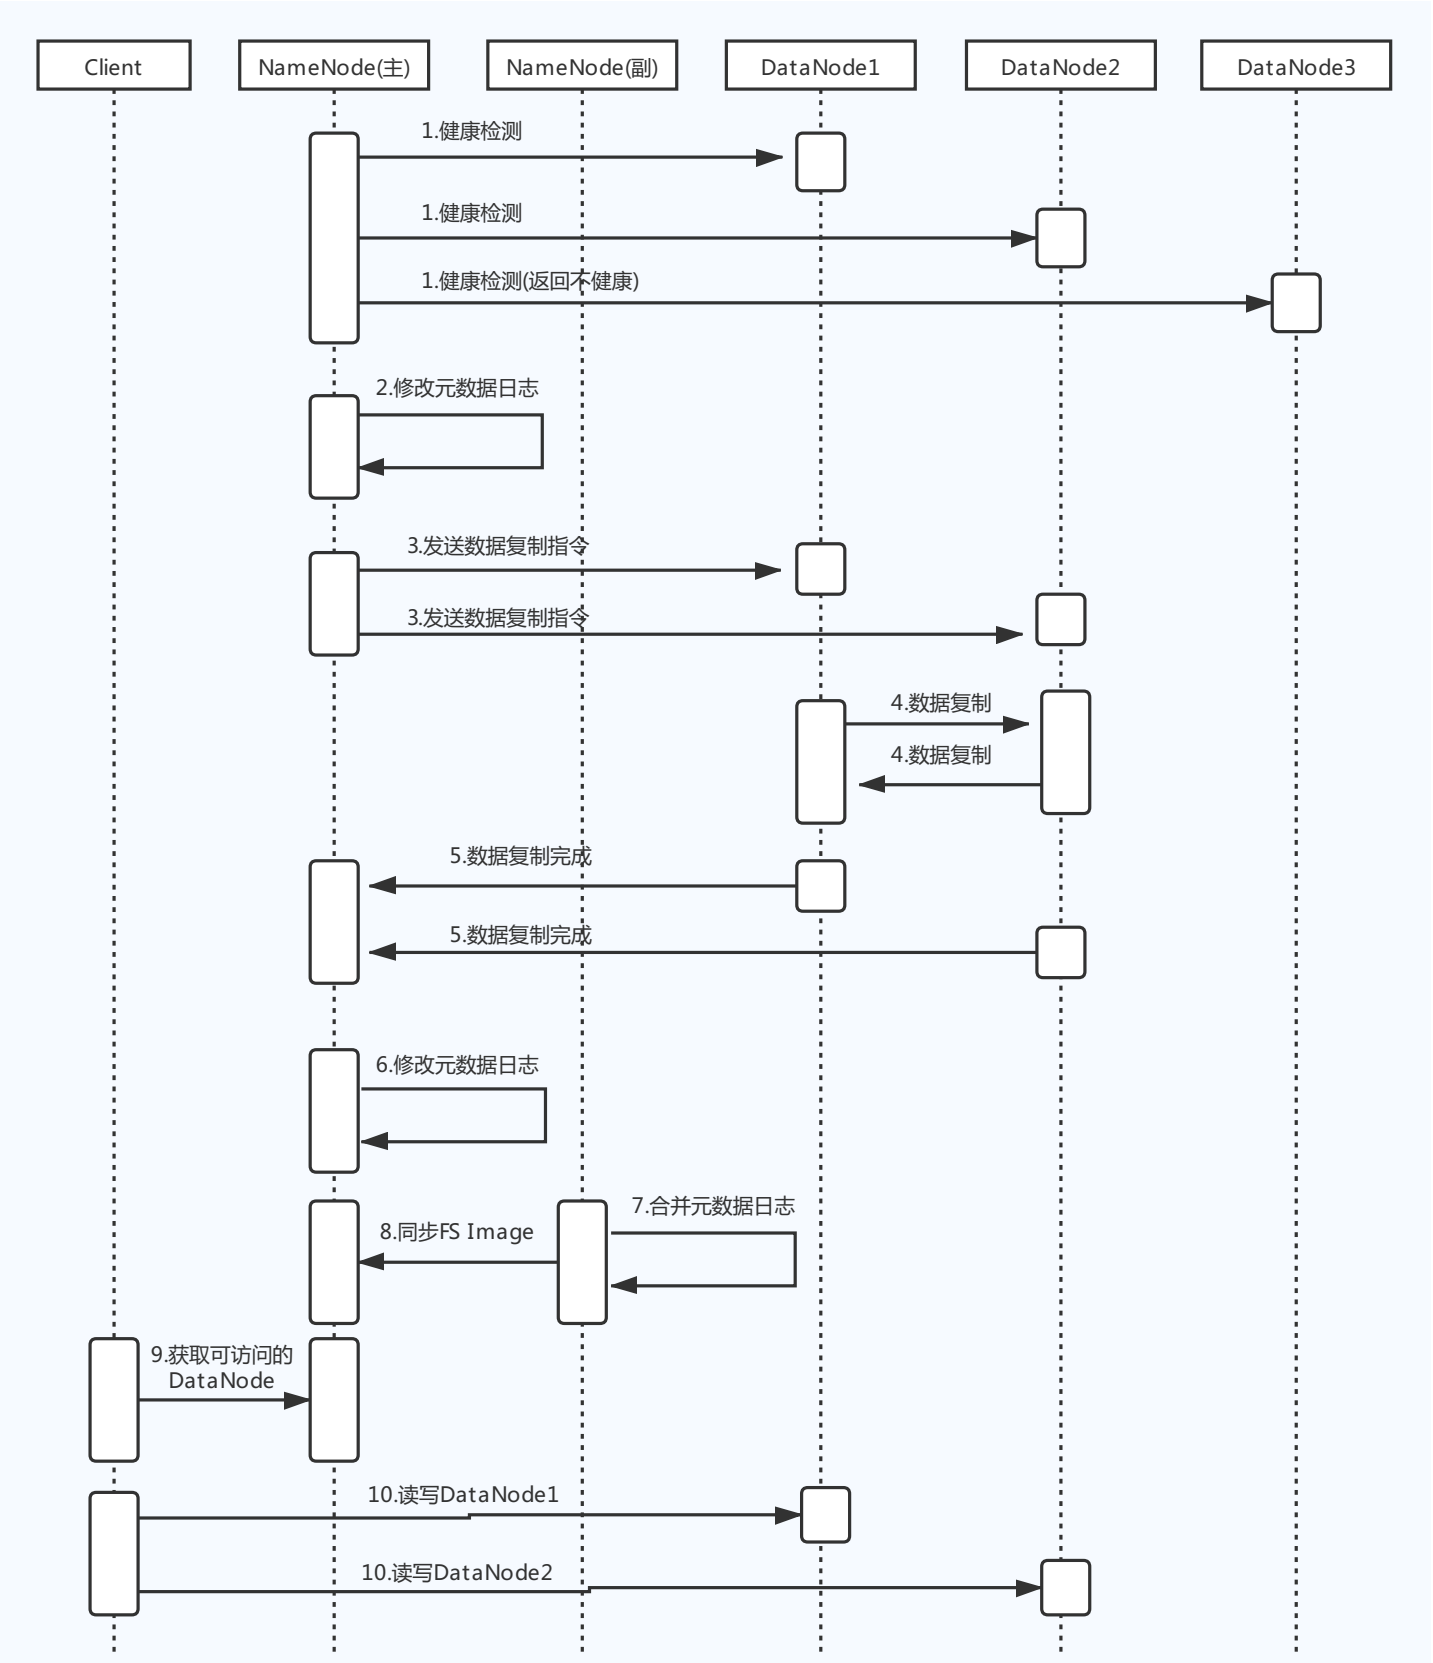 Client
NameNode(主)
NameNode(副)
DataNode1
DataNode2
DataNode3
1.健康检测
1.健康检测
1.健康检测(返回不健康)
2.修改元数据日志
3.发送数据复制指令
3.发送数据复制指令
4.数据复制
4.数据复制
5.数据复制完成
5.数据复制完成
6.修改元数据日志
7.合并元数据日志
8.同步FS Image
9.获取可访问的
DataNode
10.读写DataNode1
10.读写DataNode2